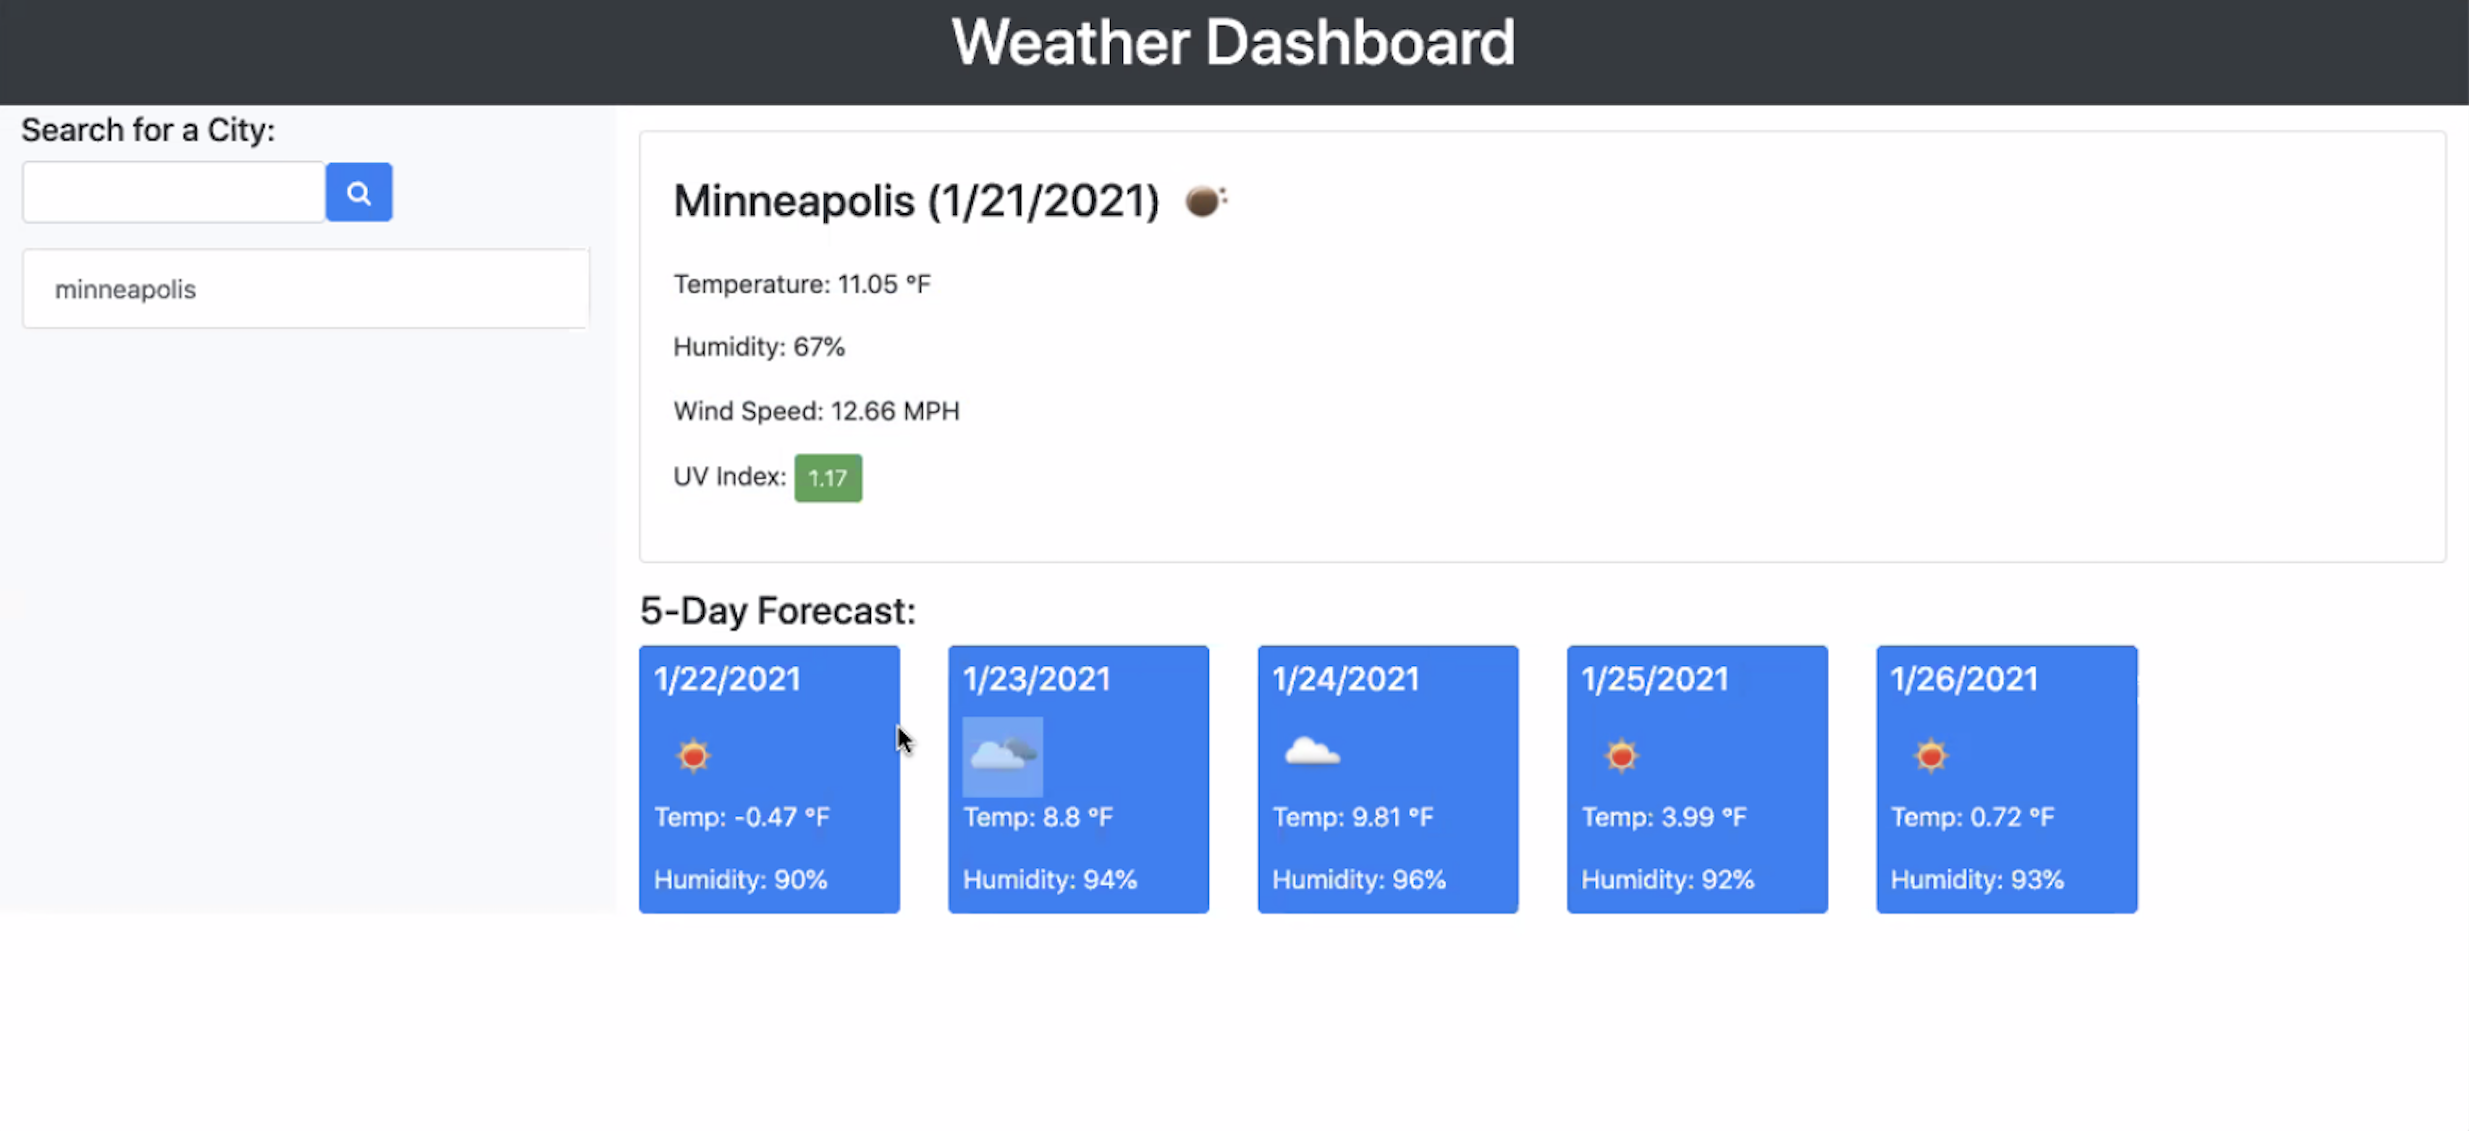 Weather Dashboard
Search for a City:
minneapolis
Minneapolis (1/21/2021)
Temperature: 11.05 °F
Humidity: 67%
Wind Speed: 12.66 MPH
UV Index: 1.17
5-Day Forecast:
1/22/2021
Temp: -0.47 °F
Humidity: 90%
1/23/2021
Temp: 8.8 °F
Humidity: 94%
1/24/2021
Temp: 9.81 °F
Humidity: 96%
1/25/2021
Temp: 3.99 °F
Humidity: 92%
1/26/2021
Temp: 0.72 °F
Humidity: 93%